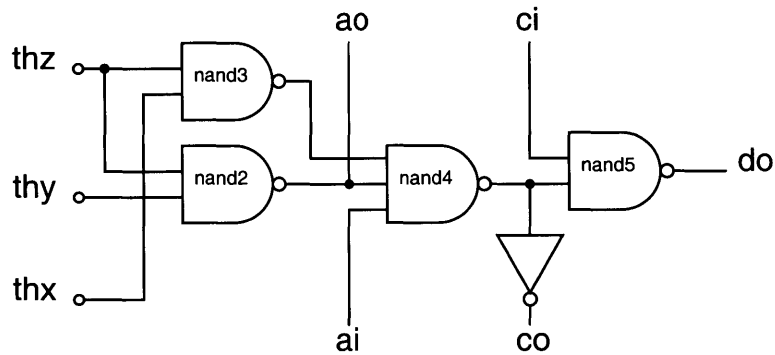 ao
ci
thz
nand3
nand2
nand4
nand5
do
thy
thx
ai
co